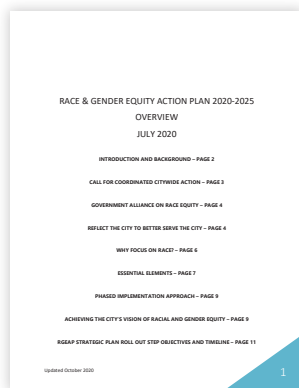 RACE & GENDER EQUITY ACTION PLAN 2020-2025
OVERVIEW
JULY 2020
INTRODUCTION AND BACKGROUND – PAGE 2
CALL FOR COORDINATED CITYWIDE ACTION – PAGE 3
GOVERNMENT ALLIANCE ON RACE EQUITY – PAGE 4
REFLECT THE CITY TO BETTER SERVE THE CITY – PAGE 4
WHY FOCUS ON RACE? – PAGE 6
ESSENTIAL ELEMENTS – PAGE 7
PHASED IMPLEMENTATION APPROACH – PAGE 9
ACHIEVING THE CITY'S VISION OF RACIAL AND GENDER EQUITY – PAGE 9
RGEAP STRATEGIC PLAN ROLL OUT STEP OBJECTIVES AND TIMELINE – PAGE 11
Updated October 2020
1